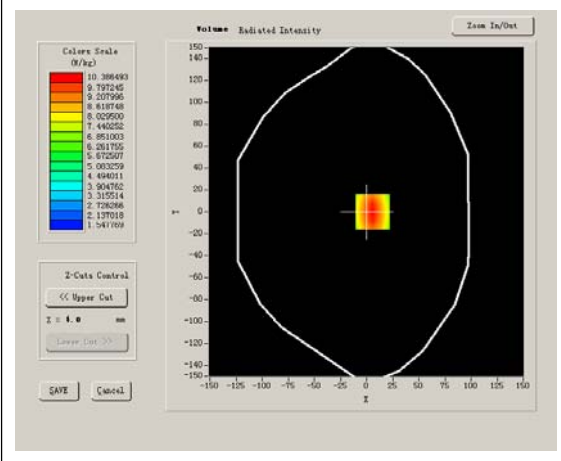 Volume Radiated Intensity
Zoom In/Out
Colors Scale
(W/kg)
10.386493
9.797245
9.207996
8.618748
8.029500
7.440252
6.851003
6.261755
5.672507
5.083259
4.494011
3.904762
3.315514
2.726266
2.137018
1.547769
150
140
120
100
80
60
40
20
0
-20
-40
-60
-80
-100
-120
-140
-150
Y
-150 -125 -100 -75 -50 -25 0 25 50 75 100 125 150
X
Z-Cuts Control
<< Upper Cut
Z = 4.0 mm
Lower Cut >>
SAVE
Cancel